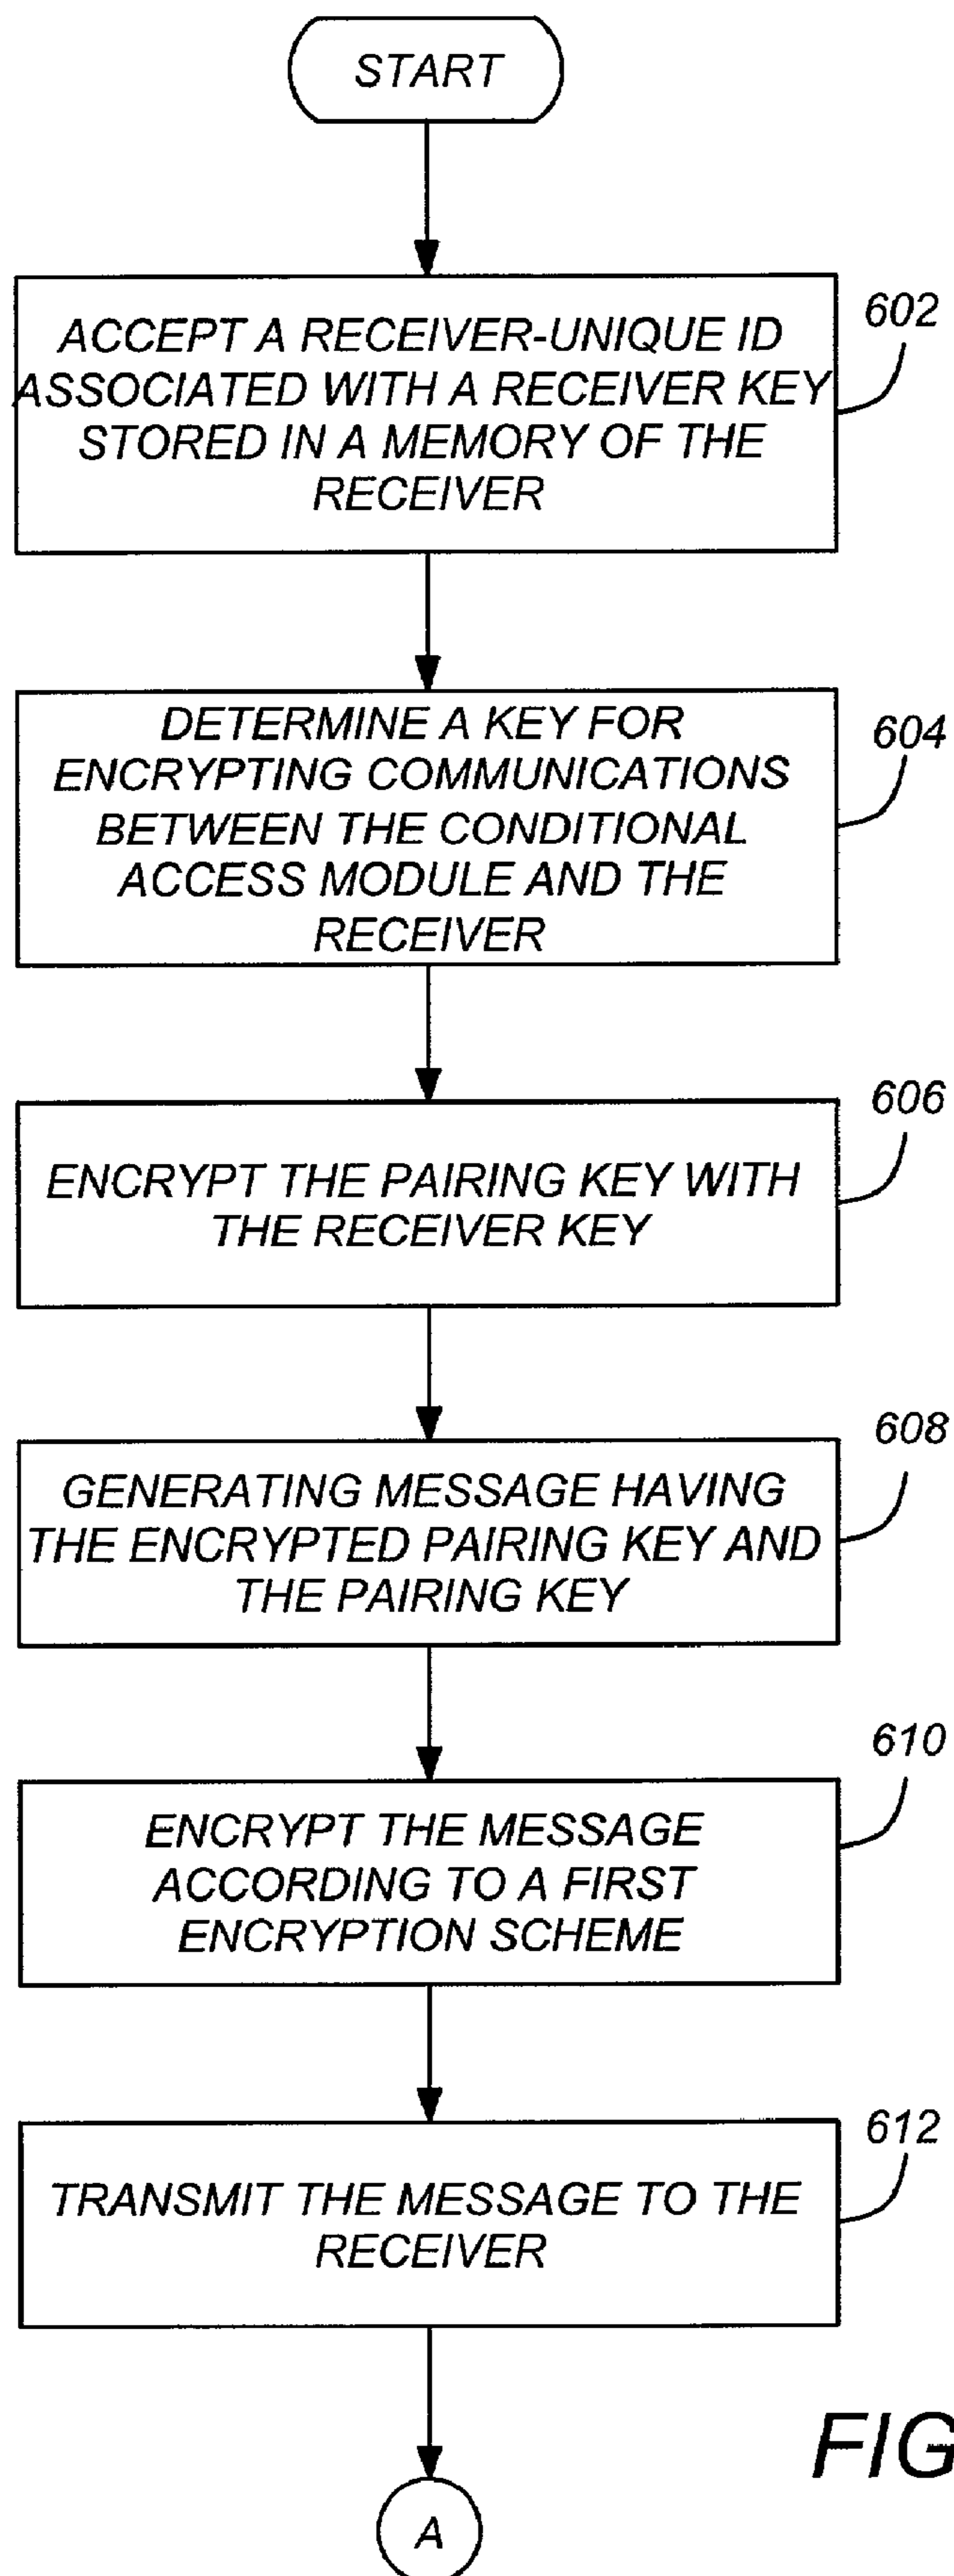 START
ACCEPT A RECEIVER-UNIQUE ID
ASSOCIATED WITH A RECEIVER KEY
STORED IN A MEMORY OF THE
RECEIVER
602
DETERMINE A KEY FOR
ENCRYPTING COMMUNICATIONS
BETWEEN THE CONDITIONAL
ACCESS MODULE AND THE
RECEIVER
604
ENCRYPT THE PAIRING KEY WITH
THE RECEIVER KEY
606
GENERATING MESSAGE HAVING
THE ENCRYPTED PAIRING KEY AND
THE PAIRING KEY
608
ENCRYPT THE MESSAGE
ACCORDING TO A FIRST
ENCRYPTION SCHEME
610
TRANSMIT THE MESSAGE TO THE
RECEIVER
612
FIG
A